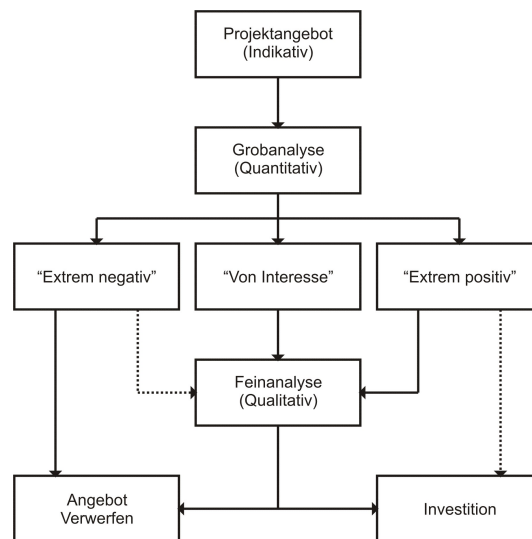 Projektangebot
(Indikativ)
Grobanalyse
(Quantitativ)
“Extrem negativ”
“Von Interesse”
“Extrem positiv”
Feinanalyse
(Qualitativ)
Angebot
Verwerfen
Investition